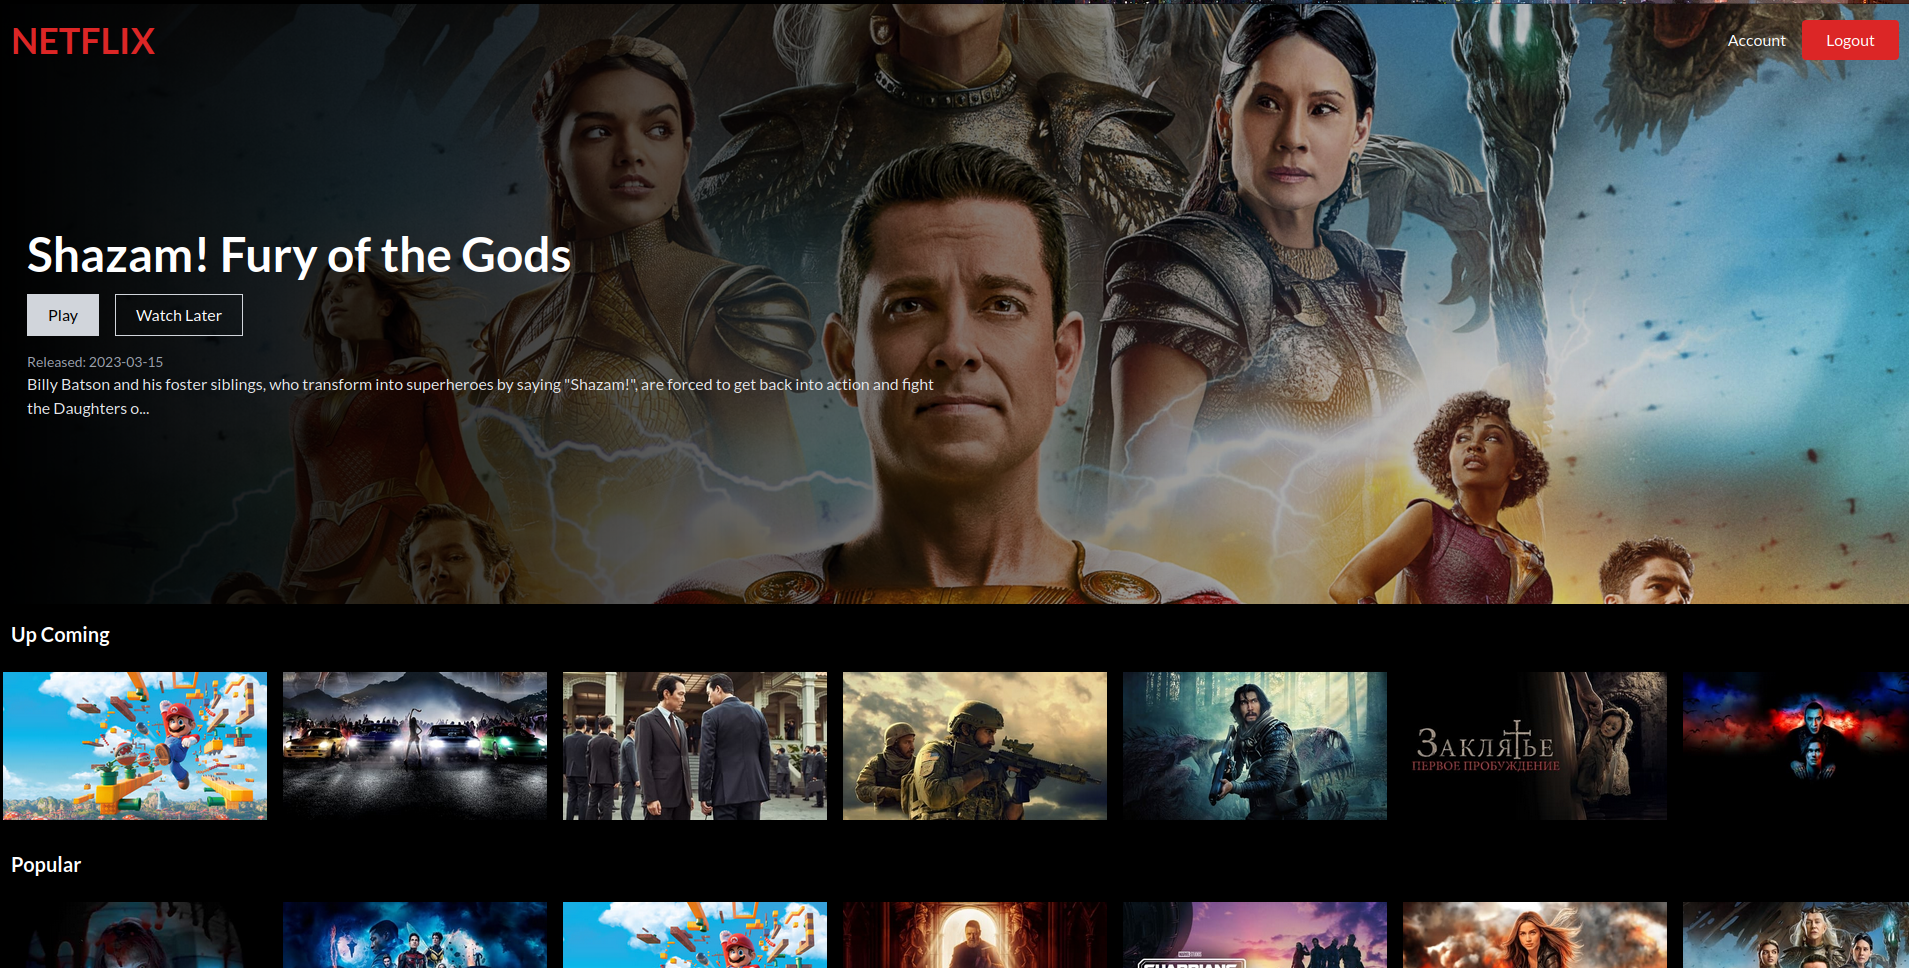 NETFLIX
Account
Logout
Shazam! Fury of the Gods
Play
Watch Later
Released: 2023-03-15
Billy Batson and his foster siblings, who transform into superheroes by saying "Shazam!", are forced to get back into action and fight
the Daughters o...
Up Coming
ЗАКЛЯТЬЕ
ПЕРВОЕ ПРОБУЖДЕНИЕ
Popular
GUARDIANS